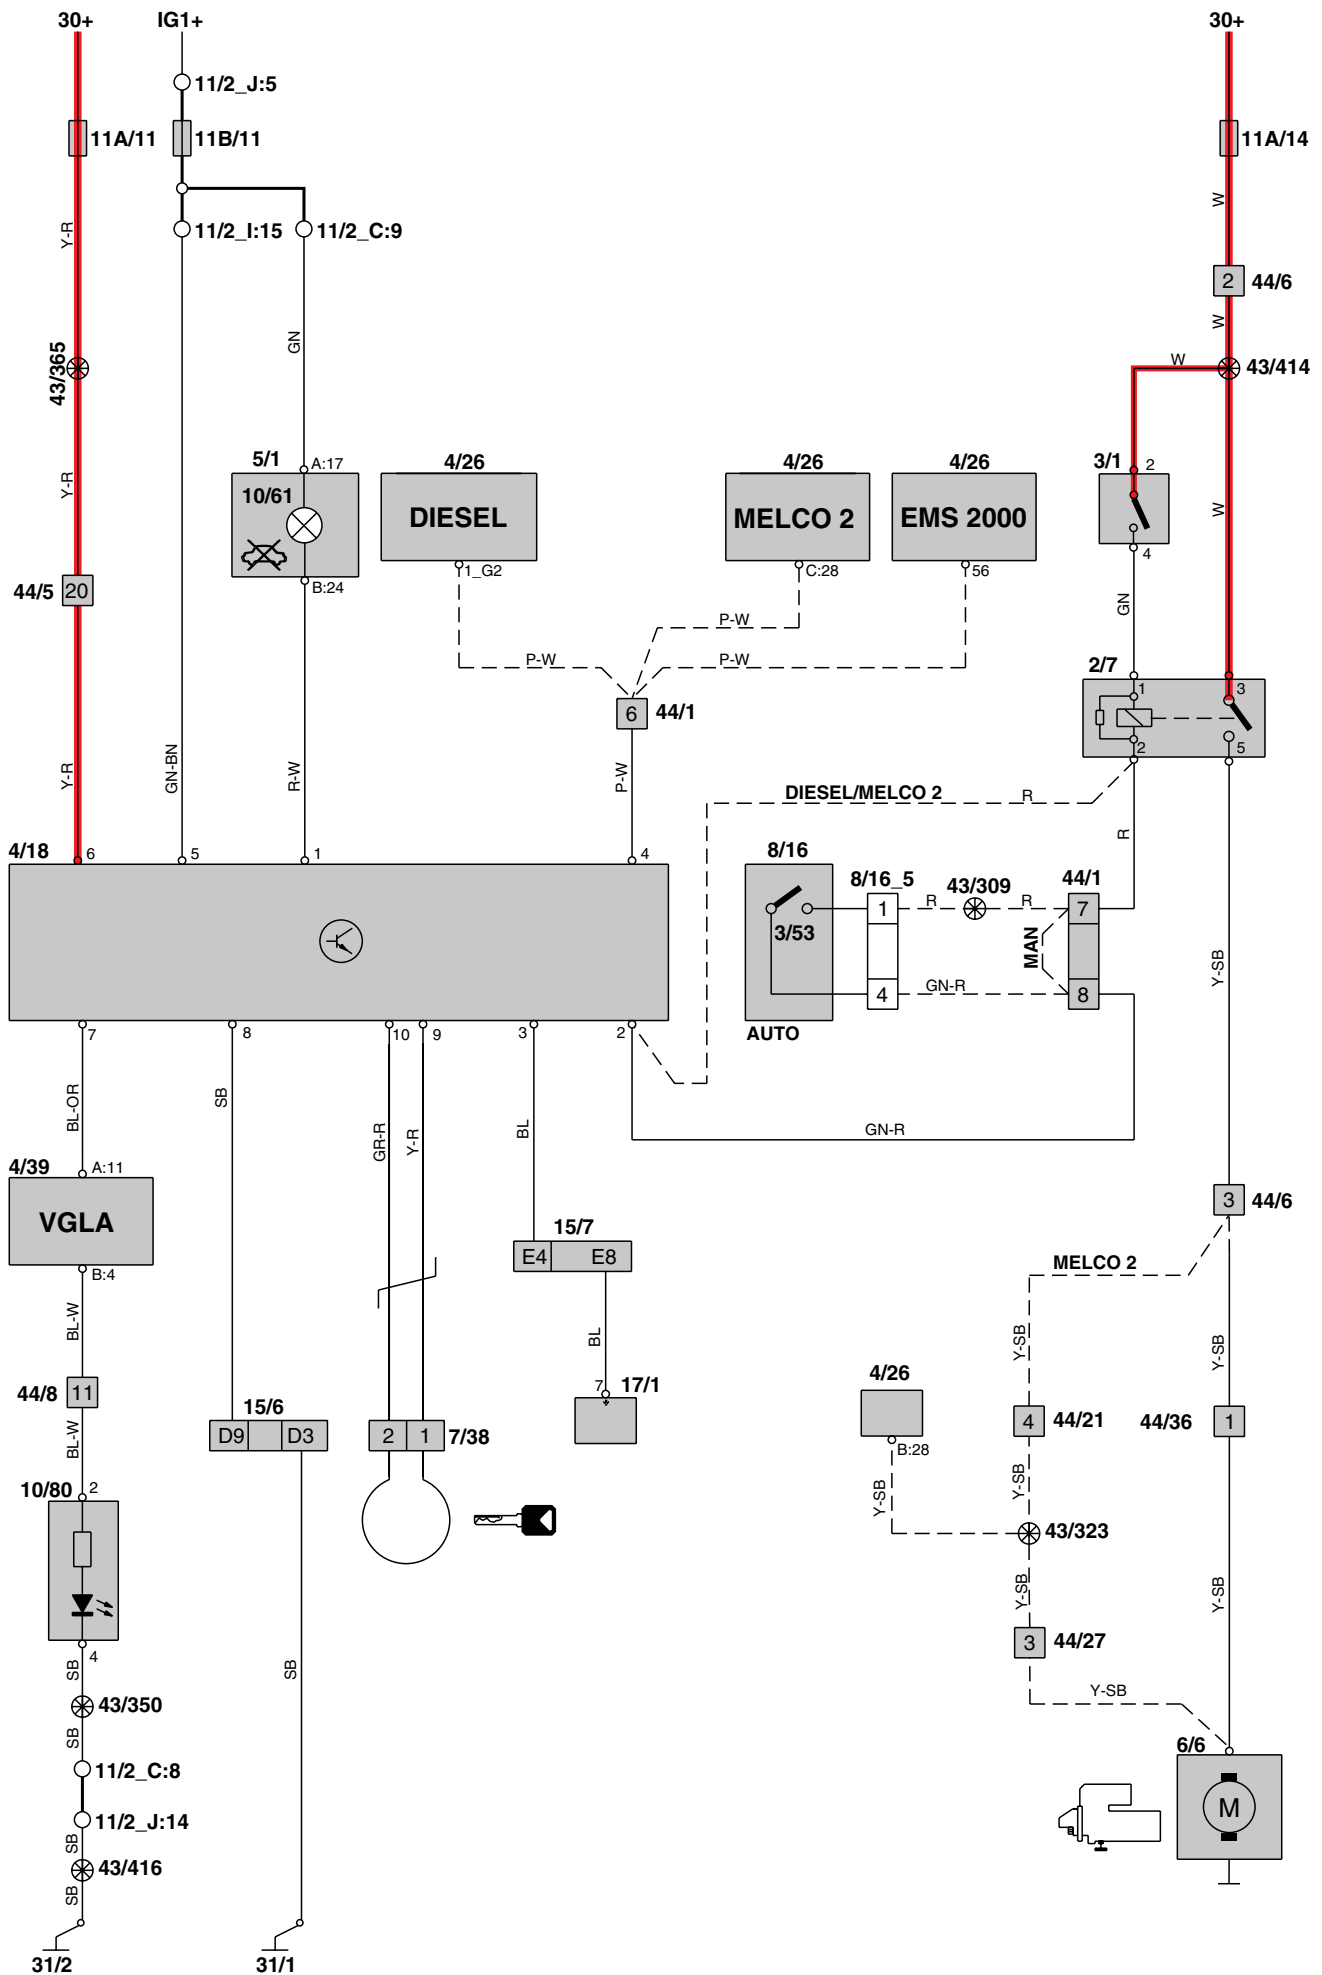 30+ IG1+ 30+
11/2_J:5
11A/11 11B/11 11A/14
11/2_I:15 11/2_C:9
Y-R W
2 44/6
GN W
43/365 W 43/414
5/1 A:17 4/26 4/26 4/26 3/1 2
Y-R 10/61 DIESEL MELCO 2 EMS 2000 W
4
1_G2 C:28 56
44/5 20 B:24 GN
P-W
P-W P-W 2/7
1 3
6 44/1
2 5
Y-R GN-BN R-W P-W
DIESEL/MELCO 2 R
R
4/18 6 5 1 4 8/16
8/16_5 43/309 44/1
1 R R 7
3/53 MAN
Y-SB
4 GN-R 8
7 8 10 9 3 2 AUTO
BL-OR SB GR-R Y-R BL GN-R
4/39 A:11
VGLA 3 44/6
15/7
E4 E8
B:4 MELCO 2
BL-W BL Y-SB Y-SB
4/26
44/8 11 7 17/1
15/6 4 44/21 44/36 1
D9 D3 2 1 7/38
BL-W B:28
10/80 2 Y-SB Y-SB
43/323
Y-SB Y-SB
3 44/27
4
SB SB
43/350 Y-SB
SB
6/6
11/2_C:8
M
11/2_J:14
SB
43/416
SB
31/2 31/1